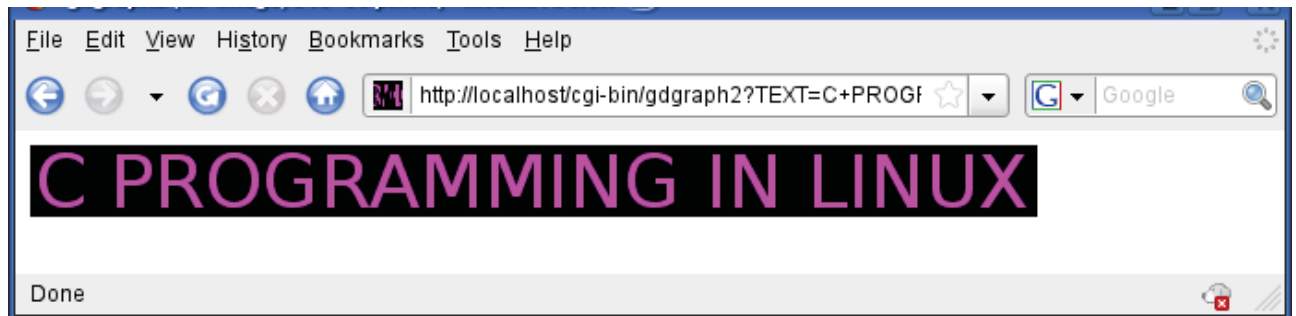 File Edit View History Bookmarks Tools Help
http://localhost/cgi-bin/gdgraph2?TEXT=C+PROGF Google
C PROGRAMMING IN LINUX
Done